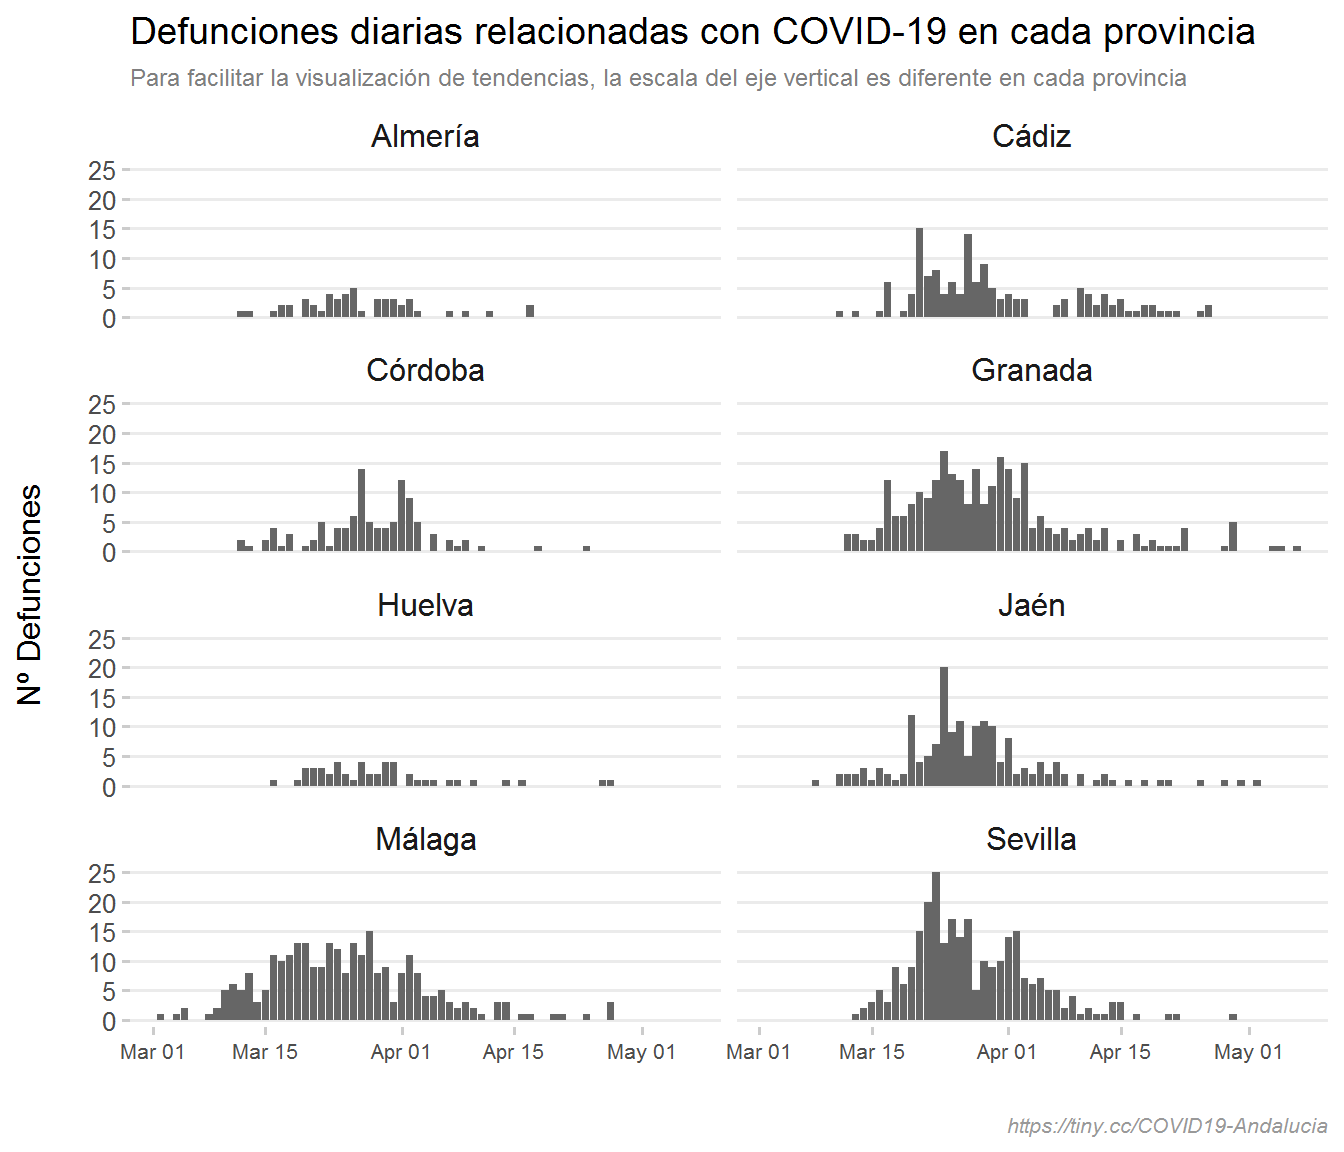 Defunciones diarias relacionadas con COVID-19 en cada provincia
Para facilitar la visualización de tendencias, la escala del eje vertical es diferente en cada provincia
Nº Defunciones
Almería
Cádiz
25
20
15
10
5
0
Córdoba
Granada
25
20
15
10
5
0
Huelva
Jaén
25
20
15
10
5
0
Málaga
Sevilla
25
20
15
10
5
0
Mar 01 Mar 15 Apr 01 Apr 15 May 01
Mar 01 Mar 15 Apr 01 Apr 15 May 01
https://tiny.cc/COVID19-Andalucia